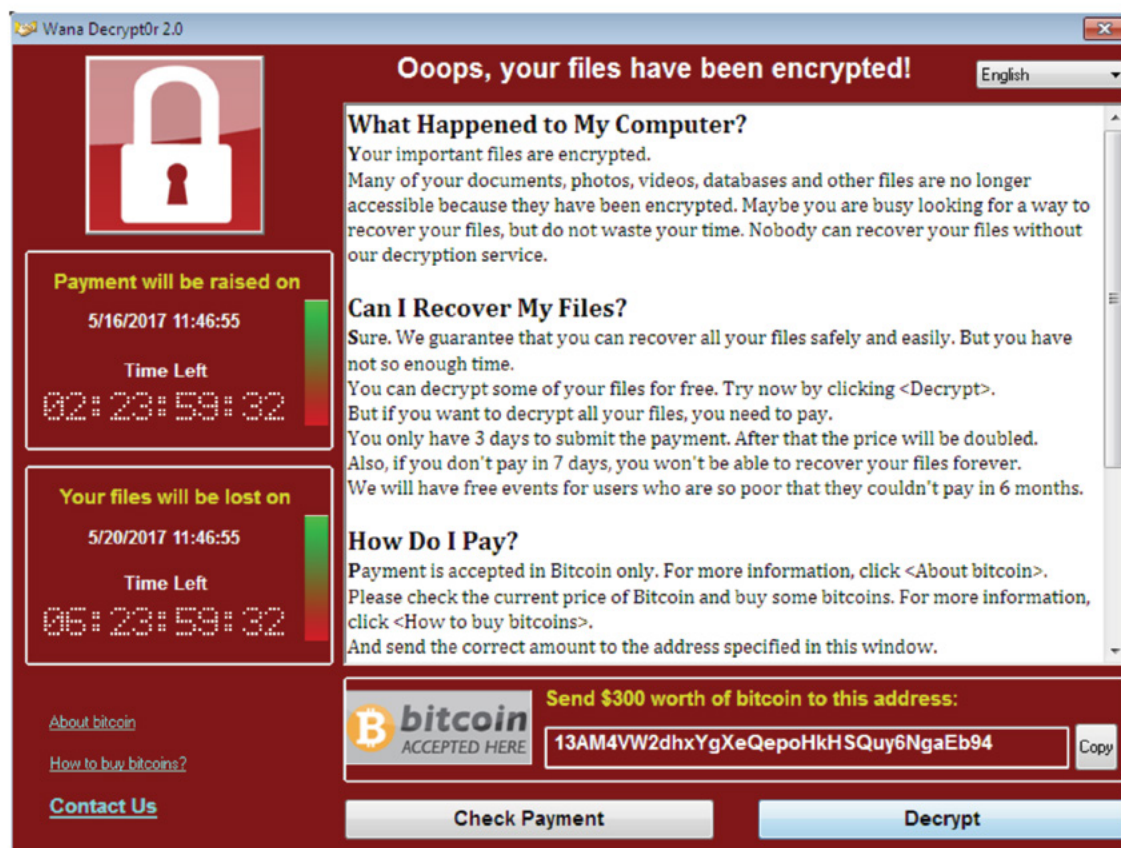 Wana Decrypt0r 2.0
Ooops, your files have been encrypted!
English
Payment will be raised on
5/16/2017 11:46:55
Time Left
02:23:59:32
Your files will be lost on
5/20/2017 11:46:55
Time Left
06:23:59:32
About bitcoin
How to buy bitcoins?
Contact Us
What Happened to My Computer?
Your important files are encrypted.
Many of your documents, photos, videos, databases and other files are no longer
accessible because they have been encrypted. Maybe you are busy looking for a way to
recover your files, but do not waste your time. Nobody can recover your files without
our decryption service.
Can I Recover My Files?
Sure. We guarantee that you can recover all your files safely and easily. But you have
not so enough time.
You can decrypt some of your files for free. Try now by clicking <Decrypt>.
But if you want to decrypt all your files, you need to pay.
You only have 3 days to submit the payment. After that the price will be doubled.
Also, if you don't pay in 7 days, you won't be able to recover your files forever.
We will have free events for users who are so poor that they couldn't pay in 6 months.
How Do I Pay?
Payment is accepted in Bitcoin only. For more information, click <About bitcoin>.
Please check the current price of Bitcoin and buy some bitcoins. For more information,
click <How to buy bitcoins>.
And send the correct amount to the address specified in this window.
bitcoin
ACCEPTED HERE
Send $300 worth of bitcoin to this address:
13AM4VW2dhxYgXeQepoHkHSQuy6NgaEb94
Copy
Check Payment
Decrypt